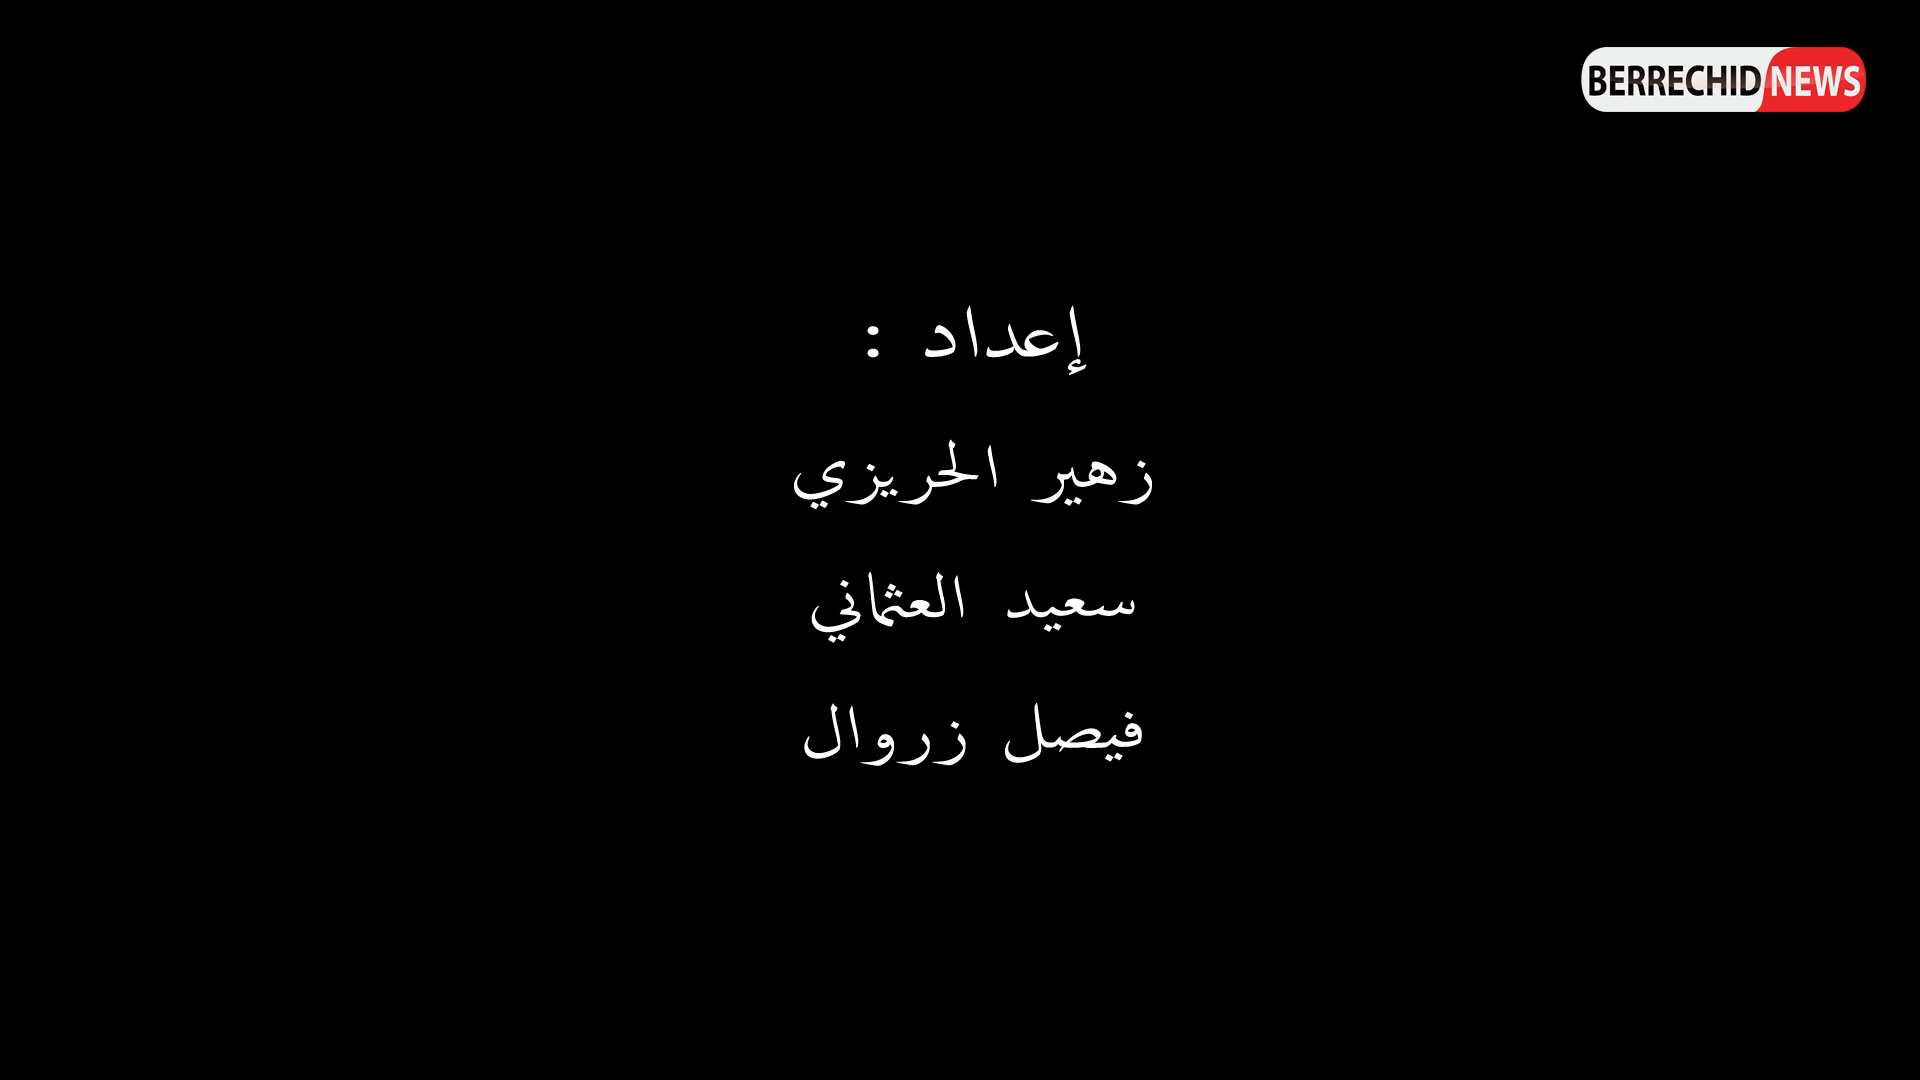 BERRECHID NEWS
إعداد :
زهير الحريزي
سعيد العثماني
فيصل زروال